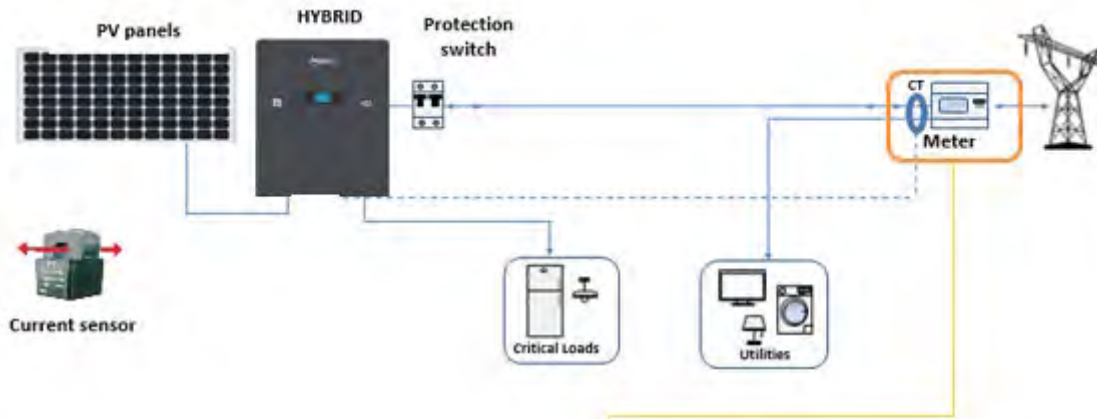 HYBRID
PV panels
Protection
switch
CT
Meter
Current sensor
Critical Loads
Utilities